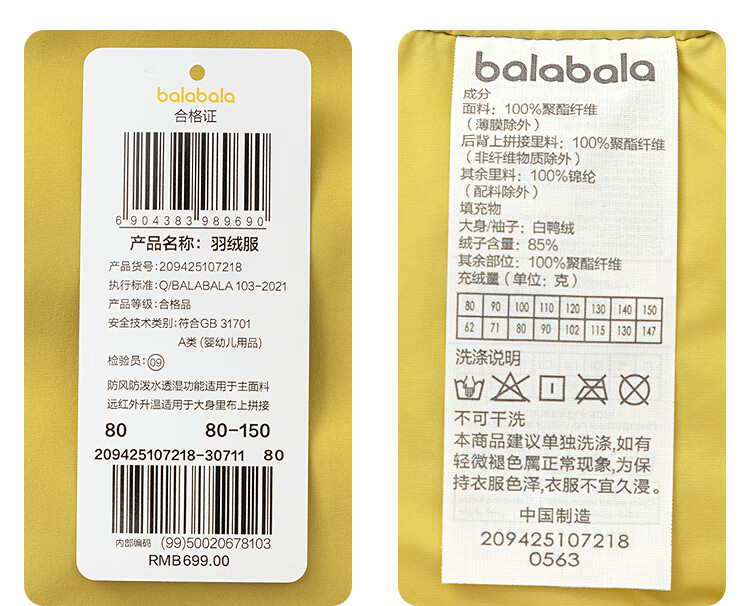 balabala
合格证
6 904383 989690
产品名称：羽绒服
产品货号：209425107218
执行标准：Q/BALABALA 103-2021
产品等级：合格品
安全技术类别：符合GB 31701
A类 (婴幼儿用品)
检验员：09
防风防泼水透湿功能适用于主面料
远红外升温适用于大身里布上拼接
80 80-150
209425107218-30711 80
内部编码 (99)50020678103
RMB699.00
balabala
成分
面料：100%聚酯纤维
（薄膜除外）
后背上拼接里料：100%聚酯纤维
（非纤维物质除外）
其余里料：100%锦纶
（配料除外）
填充物
大身/袖子：白鸭绒
绒子含量：85%
其余部位：100%聚酯纤维
充绒量（单位：克）
80 90 100 110 120 130 140 150
62 71 80 90 102 115 130 147
洗涤说明
不可干洗
本商品建议单独洗涤,如有
轻微褪色属正常现象,为保
持衣服色泽,衣服不宜久浸。
中国制造
209425107218
0563